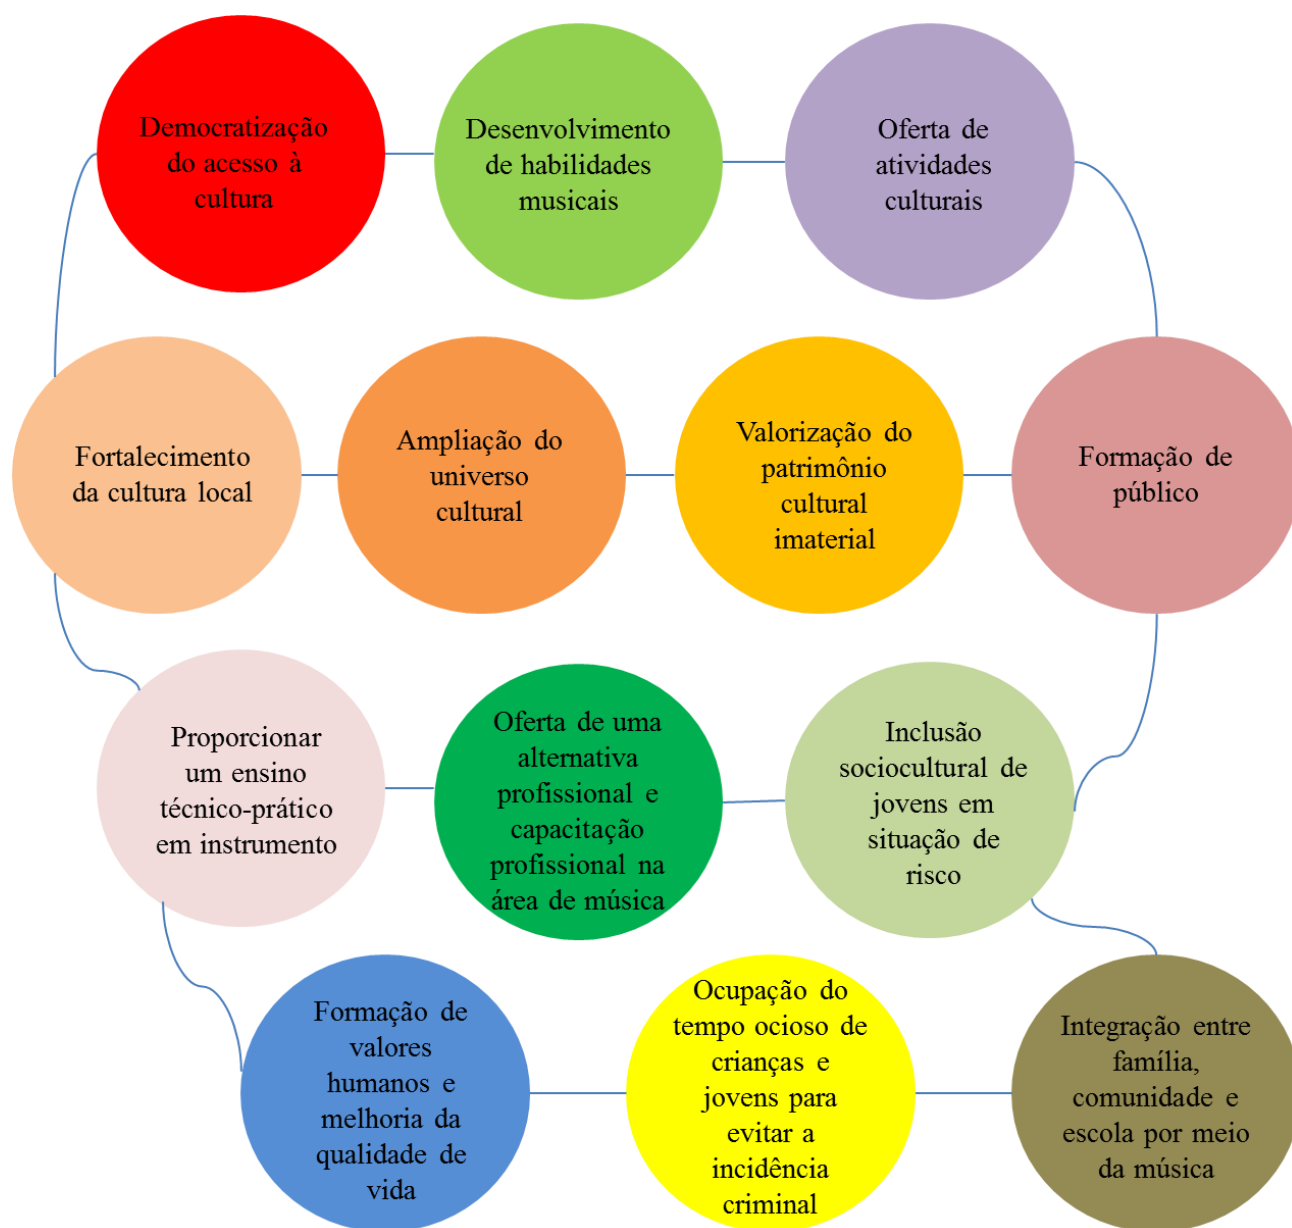 Democratização
do acesso à
cultura
Desenvolvimento
de habilidades
musicais
Oferta de
atividades
culturais
Fortalecimento
da cultura local
Ampliação do
universo
cultural
Valorização do
patrimônio
cultural
imaterial
Formação de
público
Proporcionar
um ensino
técnico-prático
em instrumento
Oferta de uma
alternativa
profissional e
capacitação
profissional na
área de música
Inclusão
sociocultural de
jovens em
situação de
risco
Formação de
valores
humanos e
melhoria da
qualidade de
vida
Ocupação do
tempo ocioso de
crianças e
jovens para
evitar a
incidência
criminal
Integração entre
família,
comunidade e
escola por meio
da música